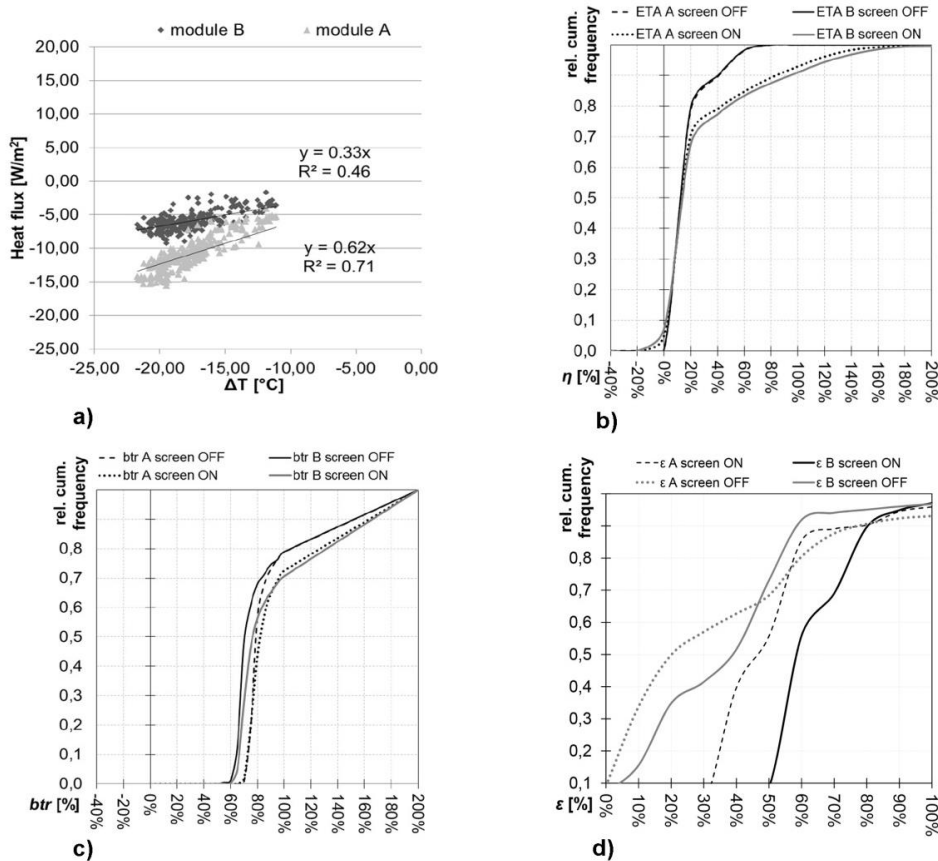 module B module A
Heat flux [W/m²]
20,00
15,00
10,00
5,00
0,00
-5,00
-10,00
-15,00
-20,00
-25,00
y = 0.33x
R² = 0.46
y = 0.62x
R² = 0.71
-25,00 -20,00 -15,00 -10,00 -5,00 0,00
ΔT [°C]
a)
ETA A screen OFF ETA B screen OFF
ETA A screen ON ETA B screen ON
rel. cum.
frequency
0,9
0,8
0,7
0,6
0,5
0,4
0,3
0,2
0,1
0,0
η [%]
-40% -20% 0% 20% 40% 60% 80% 100% 120% 140% 160% 180% 200%
b)
btr A screen OFF btr B screen OFF
btr A screen ON btr B screen ON
rel. cum.
frequency
0,9
0,8
0,7
0,6
0,5
0,4
0,3
0,2
0,1
0,0
btr [%]
-40% -20% 0% 20% 40% 60% 80% 100% 120% 140% 160% 180% 200%
c)
ε A screen ON ε B screen ON
ε A screen OFF ε B screen OFF
rel. cum.
frequency
0,9
0,8
0,7
0,6
0,5
0,4
0,3
0,2
0,1
ε [%]
0% 10% 20% 30% 40% 50% 60% 70% 80% 90% 100%
d)